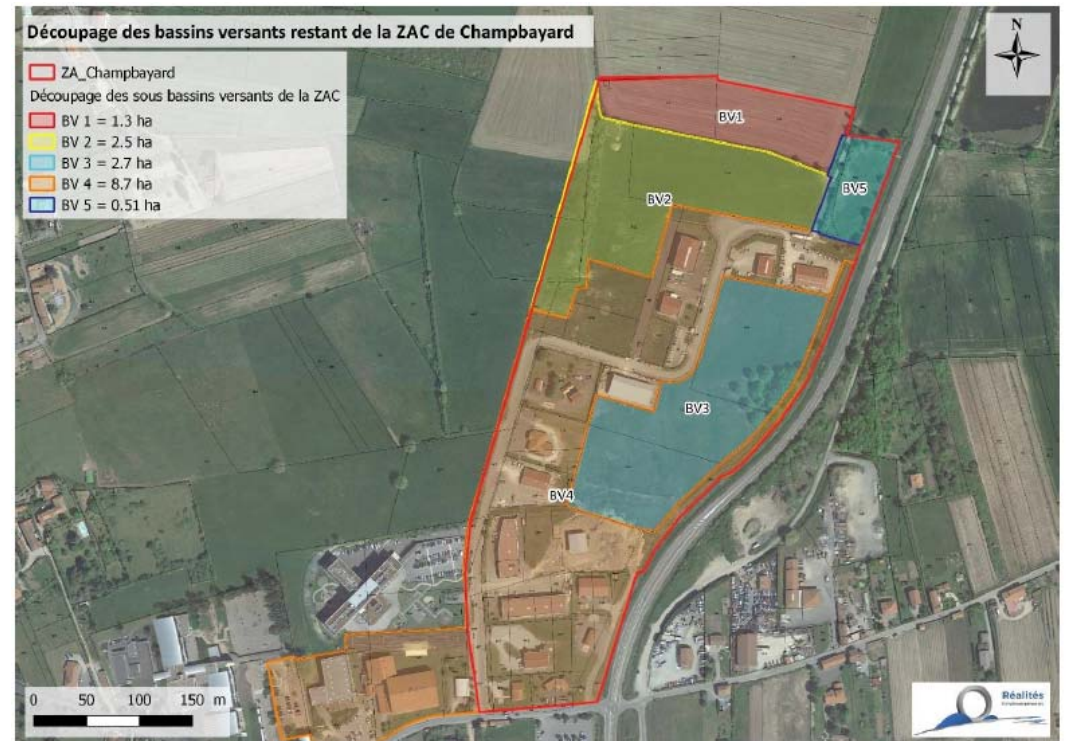 Découpage des bassins versants restant de la ZAC de Champbayard
N
ZA_Champbayard
Découpage des sous bassins versants de la ZAC
BV 1 = 1.3 ha
BV 2 = 2.5 ha
BV 3 = 2.7 ha
BV 4 = 8.7 ha
BV 5 = 0.51 ha
BV1
BV5
BV2
BV3
BV4
0 50 100 150 m
Réalités